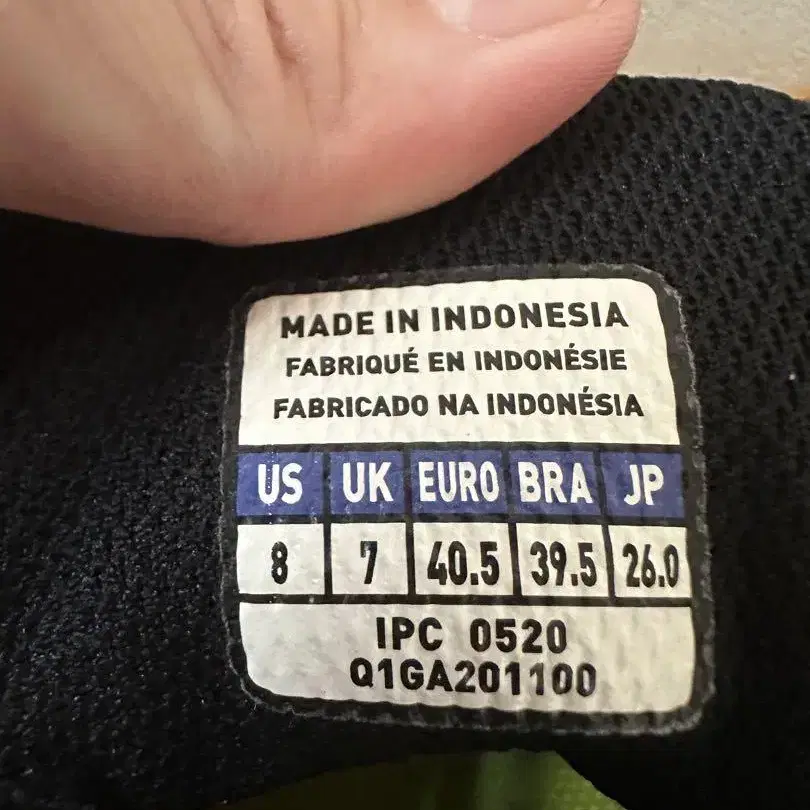 MADE IN INDONESIA
FABRIQUÉ EN INDONÉSIE
FABRICADO NA INDONÉSIA
US UK EURO BRA JP
8 7 40.5 39.5 26.0
IPC 0520
Q1GA201100